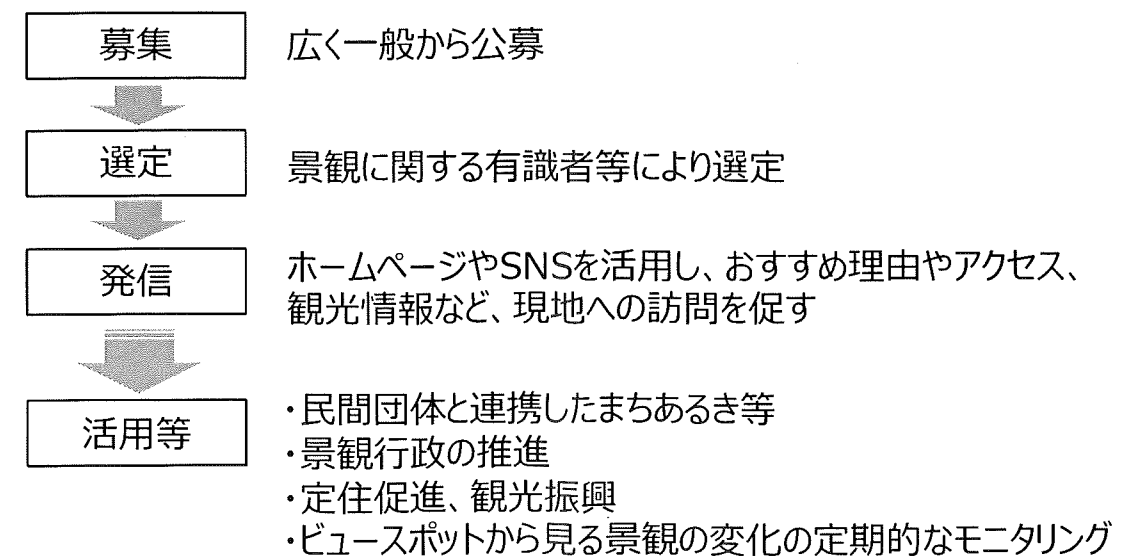 募集
広く一般から公募
選定
景観に関する有識者等により選定
発信
ホームページやSNSを活用し、おすすめ理由やアクセス、
観光情報など、現地への訪問を促す
活用等
・民間団体と連携したまちあるき等
・景観行政の推進
・定住促進、観光振興
・ビュースポットから見る景観の変化の定期的なモニタリング